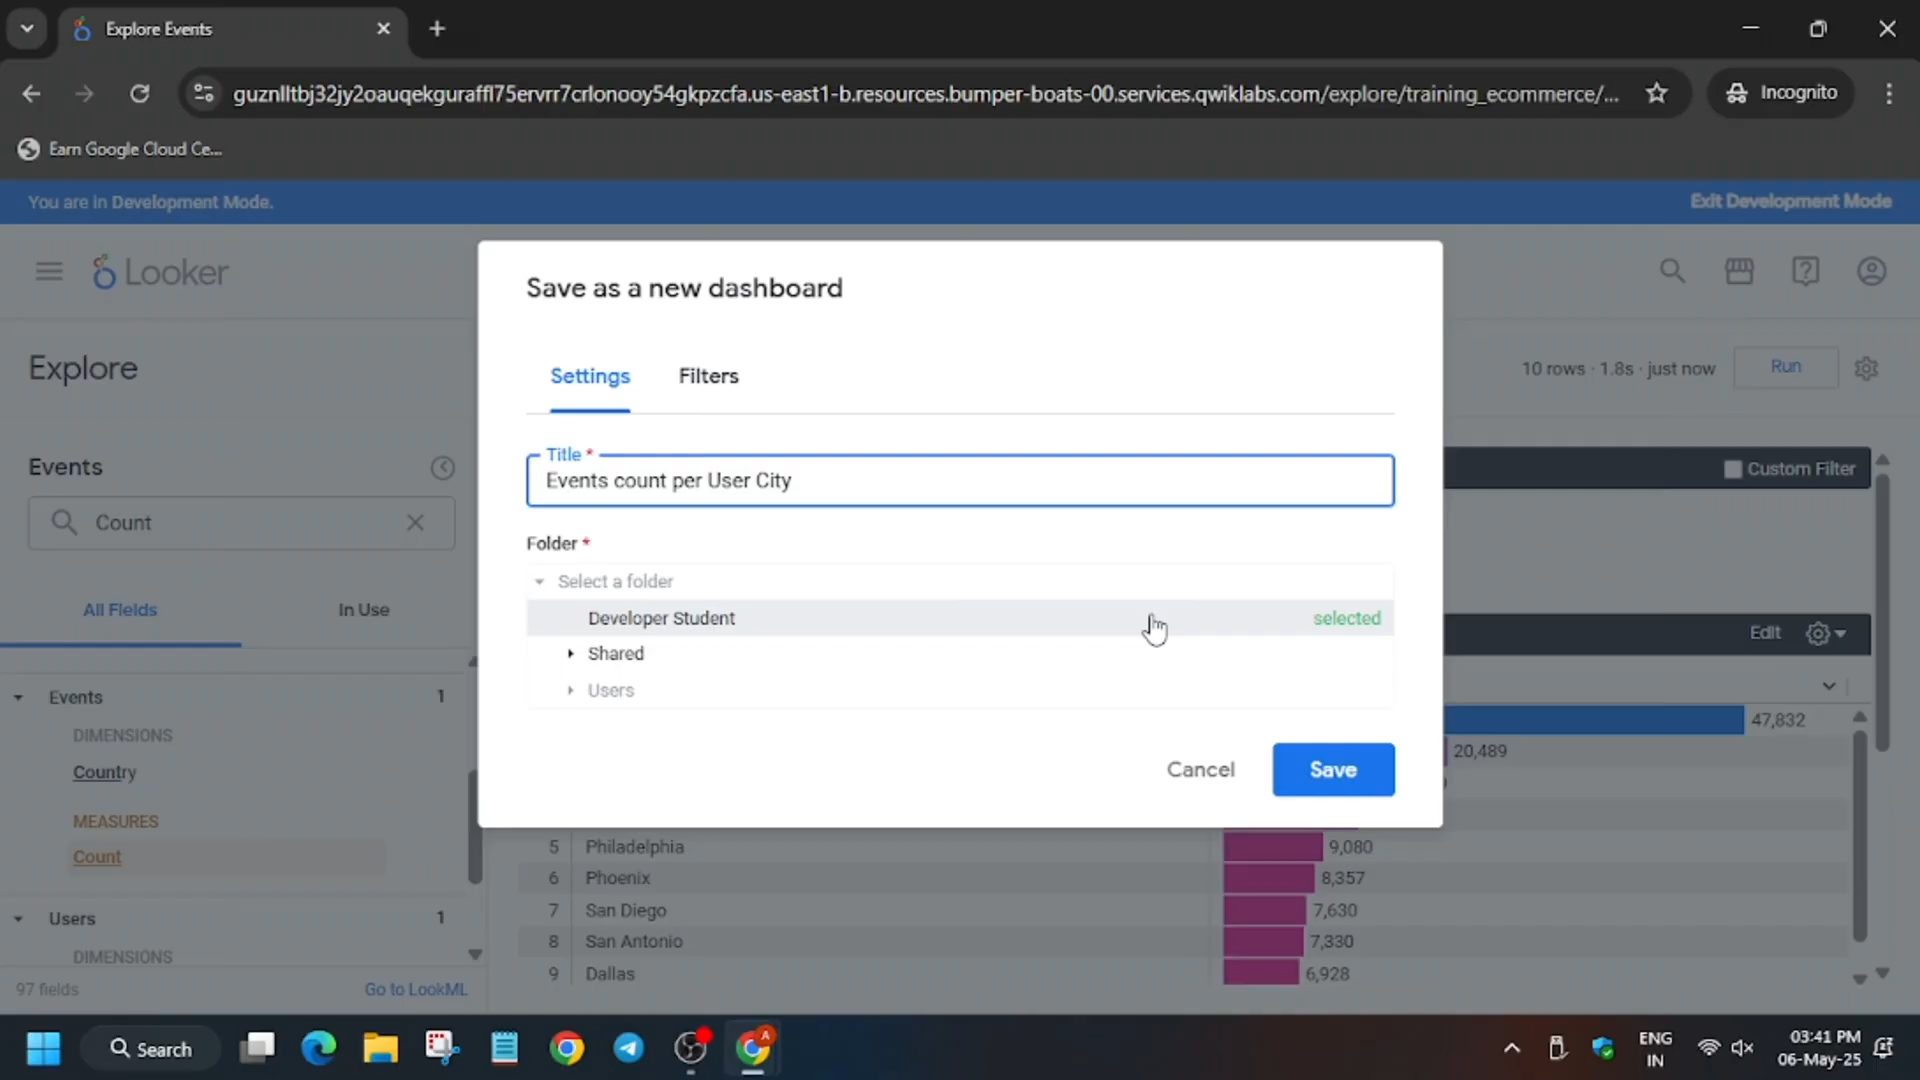 Explore Events
guznlltbj32jy2oauqekguraffl75ervrr7crlonooy54gkpzcfa.us-east1-b.resources.bumper-boats-00.services.qwiklabs.com/explore/training_ecommerce/...
Incognito
Earn Google Cloud Ce...
You are in Development Mode.
Exit Development Mode
Looker
Save as a new dashboard
Explore
Settings
Filters
10 rows · 1.8s · just now
Run
Events
Title *
Events count per User City
Custom Filter
Count
Folder *
Select a folder
All Fields
In Use
Developer Student
selected
Edit
Shared
Users
Events
1
47,832
DIMENSIONS
20,489
Country
Cancel
Save
MEASURES
Count
5
Philadelphia
9,080
6
Phoenix
8,357
Users
1
7
San Diego
7,630
8
San Antonio
7,330
DIMENSIONS
9
Dallas
6,928
97 fields
Go to LookML
Search
A
ENG
IN
03:41 PM
06-May-25